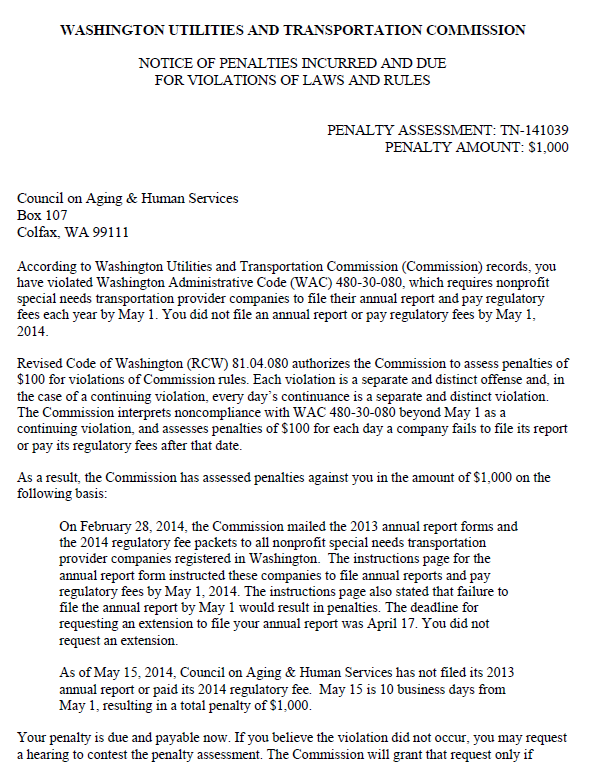 WASHINGTON UTILITIES AND TRANSPORTATION COMMISSION
NOTICE OF PENALTIES INCURRED AND DUE
FOR VIOLATIONS OF LAWS AND RULES
PENALTY ASSESSMENT: TN-141039
PENALTY AMOUNT: $1,000
Council on Aging & Human Services
Box 107
Colfax, WA 99111
According to Washington Utilities and Transportation Commission (Commission) records, you
have violated Washington Administrative Code (WAC) 480-30-080, which requires nonprofit
special needs transportation provider companies to file their annual report and pay regulatory
fees each year by May 1. You did not file an annual report or pay regulatory fees by May 1,
2014.
Revised Code of Washington (RCW) 81.04.080 authorizes the Commission to assess penalties of
$100 for violations of Commission rules. Each violation is a separate and distinct offense and, in
the case of a continuing violation, every day's continuance is a separate and distinct violation.
The Commission interprets noncompliance with WAC 480-30-080 beyond May 1 as a
continuing violation, and assesses penalties of $100 for each day a company fails to file its report
or pay its regulatory fees after that date.
As a result, the Commission has assessed penalties against you in the amount of $1,000 on the
following basis:
On February 28, 2014, the Commission mailed the 2013 annual report forms and
the 2014 regulatory fee packets to all nonprofit special needs transportation
provider companies registered in Washington.  The instructions page for the
annual report form instructed these companies to file annual reports and pay
regulatory fees by May 1, 2014. The instructions page also stated that failure to
file the annual report by May 1 would result in penalties. The deadline for
requesting an extension to file your annual report was April 17. You did not
request an extension.
As of May 15, 2014, Council on Aging & Human Services has not filed its 2013
annual report or paid its 2014 regulatory fee.  May 15 is 10 business days from
May 1, resulting in a total penalty of $1,000.
Your penalty is due and payable now. If you believe the violation did not occur, you may request
a hearing to contest the penalty assessment. The Commission will grant that request only if